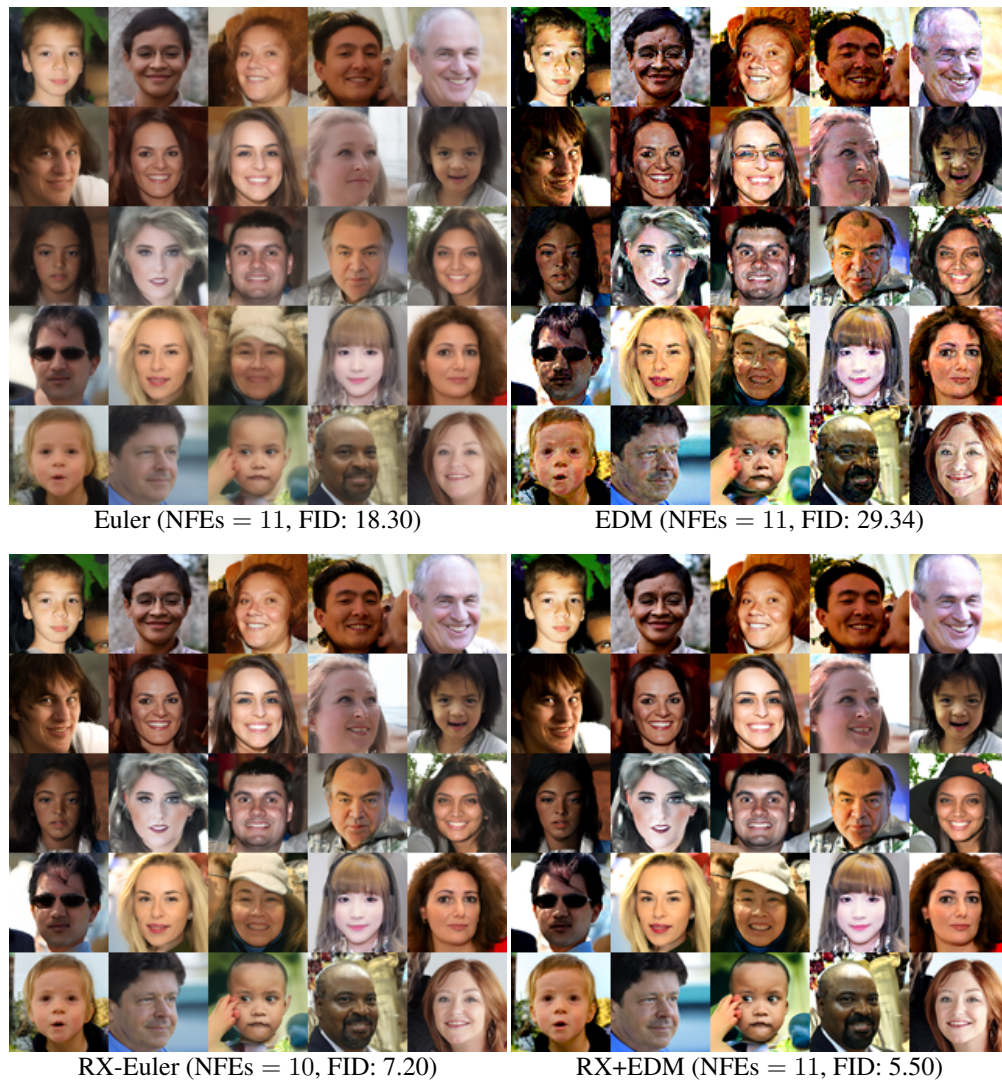 Euler (NFEs = 11, FID: 18.30)
EDM (NFEs = 11, FID: 29.34)
RX-Euler (NFEs = 10, FID: 7.20)
RX+EDM (NFEs = 11, FID: 5.50)